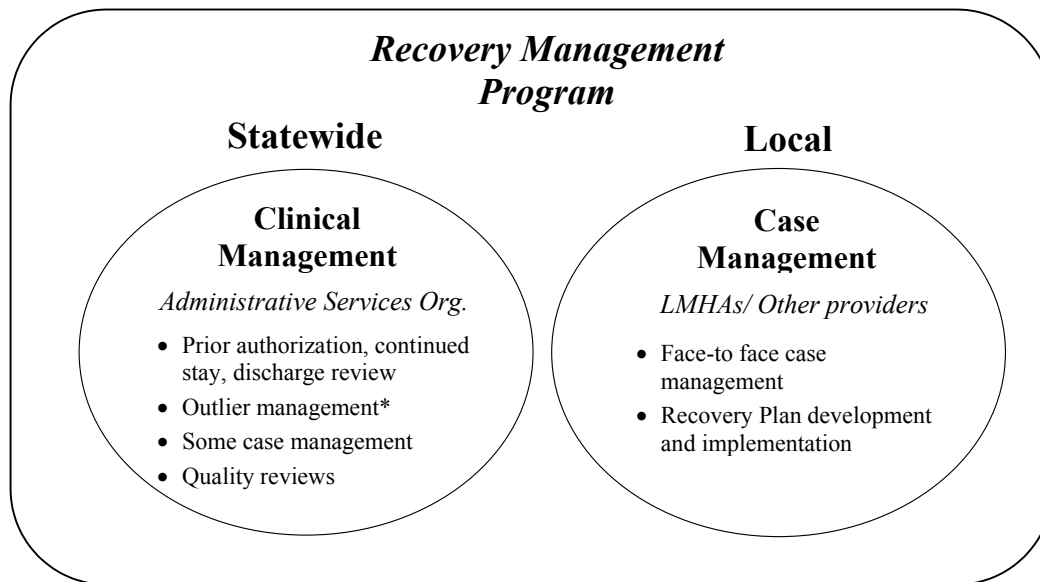 Recovery Management
Program
Statewide
Clinical
Management
Administrative Services Org.
• Prior authorization, continued
stay, discharge review
• Outlier management*
• Some case management
• Quality reviews
Local
Case
Management
LMHAs/ Other providers
• Face-to face case
management
• Recovery Plan development
and implementation